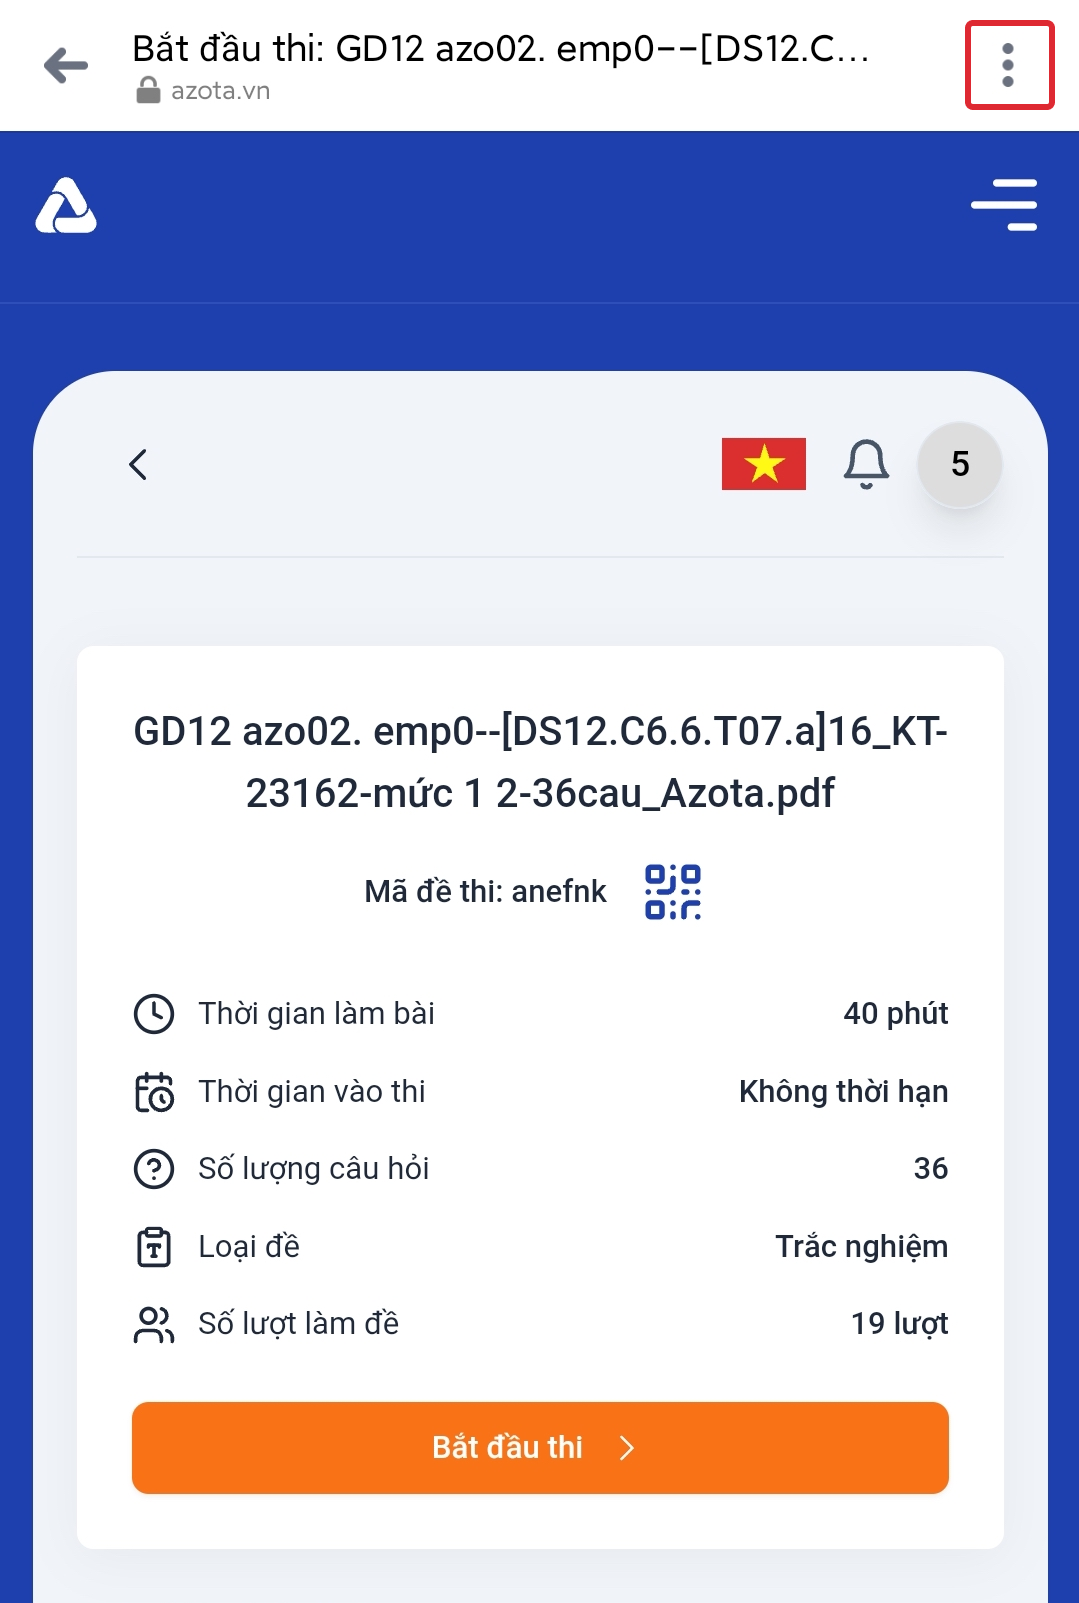 Bắt đầu thi: GD12 azo02. emp0--[DS12.C...
azota.vn
5
GD12 azo02. emp0--[DS12.C6.6.T07.a]16_KT-
23162-mức 1 2-36cau_Azota.pdf
Mã đề thi: anefnk
Thời gian làm bài 40 phút
Thời gian vào thi Không thời hạn
Số lượng câu hỏi 36
Loại đề Trắc nghiệm
Số lượt làm đề 19 lượt
Bắt đầu thi